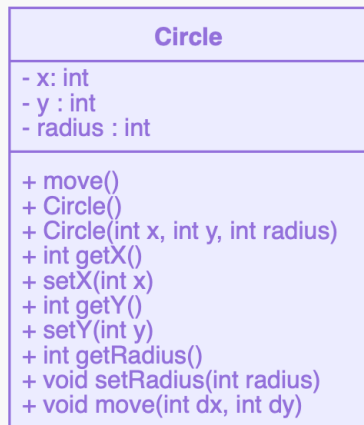 Circle
- x: int
- y : int
- radius : int
+ move()
+ Circle()
+ Circle(int x, int y, int radius)
+ int getX()
+ setX(int x)
+ int getY()
+ setY(int y)
+ int getRadius()
+ void setRadius(int radius)
+ void move(int dx, int dy)